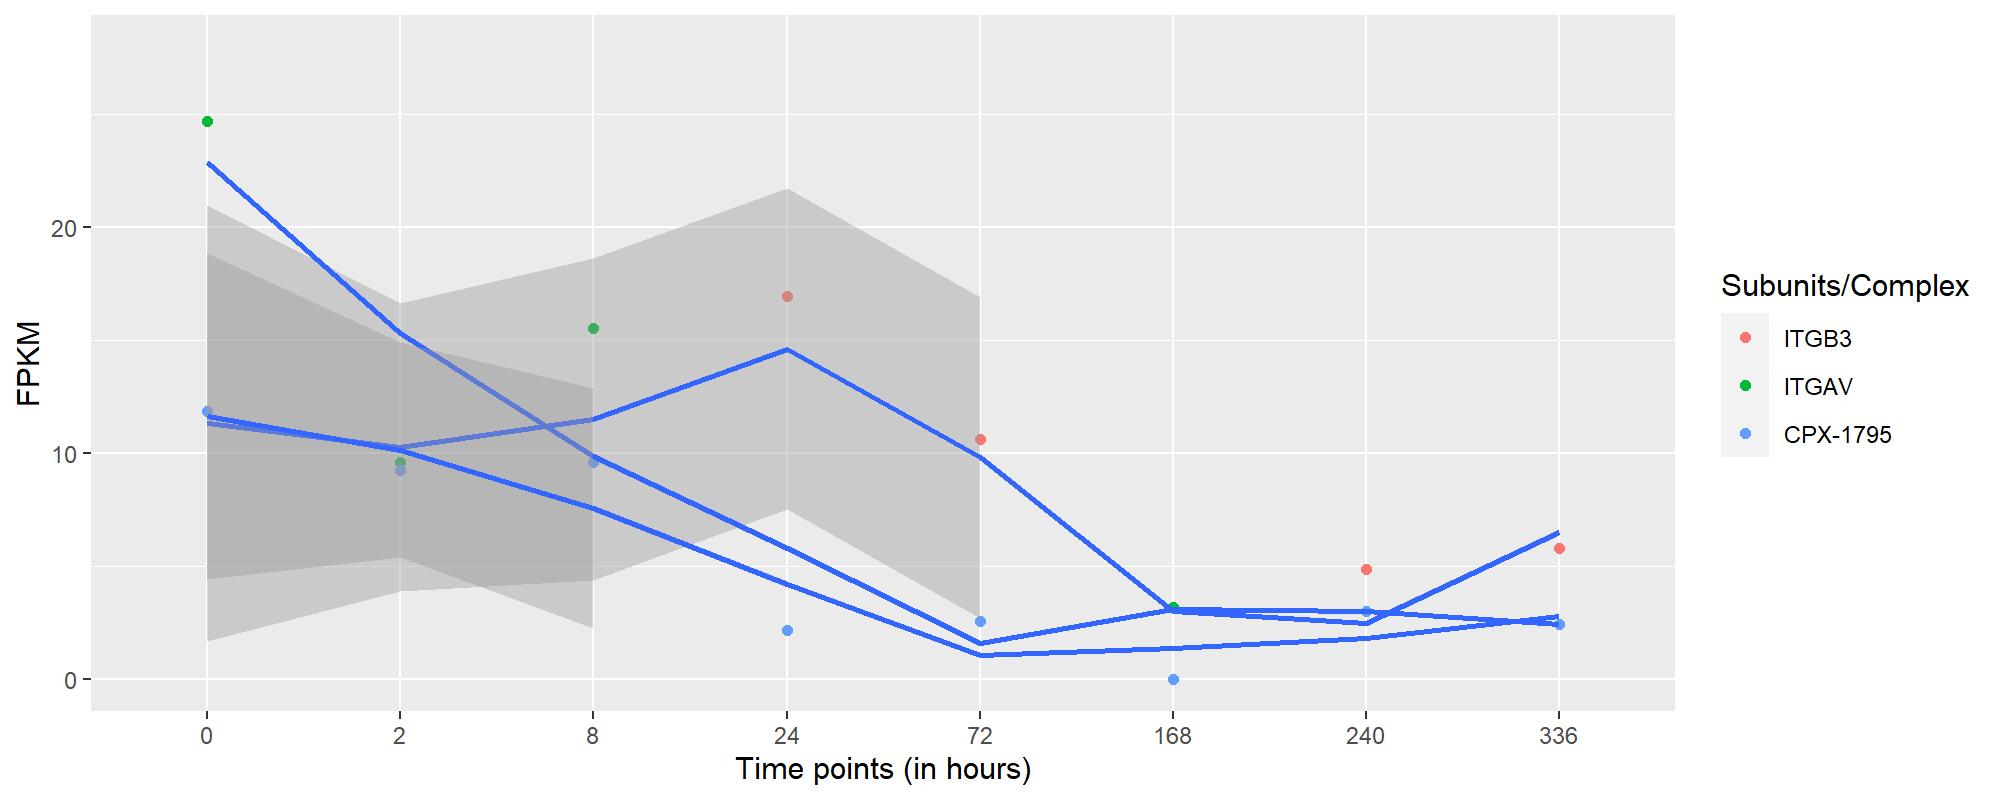 FPKM
20
10
0
0 2 8 24 72 168 240 336
Time points (in hours)
Subunits/Complex
ITGB3
ITGAV
CPX-1795